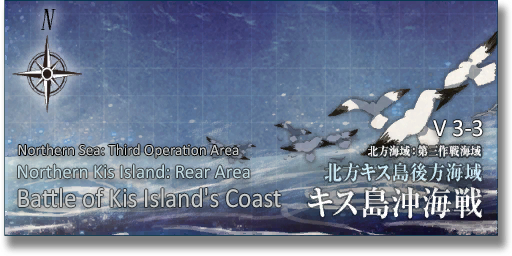 N
V 3-3
Northern Sea: Third Operation Area
北方海域:第三作戦海域
Northern Kis Island: Rear Area
北方キス島後方海域
Battle of Kis Island's Coast
キス島沖海戦